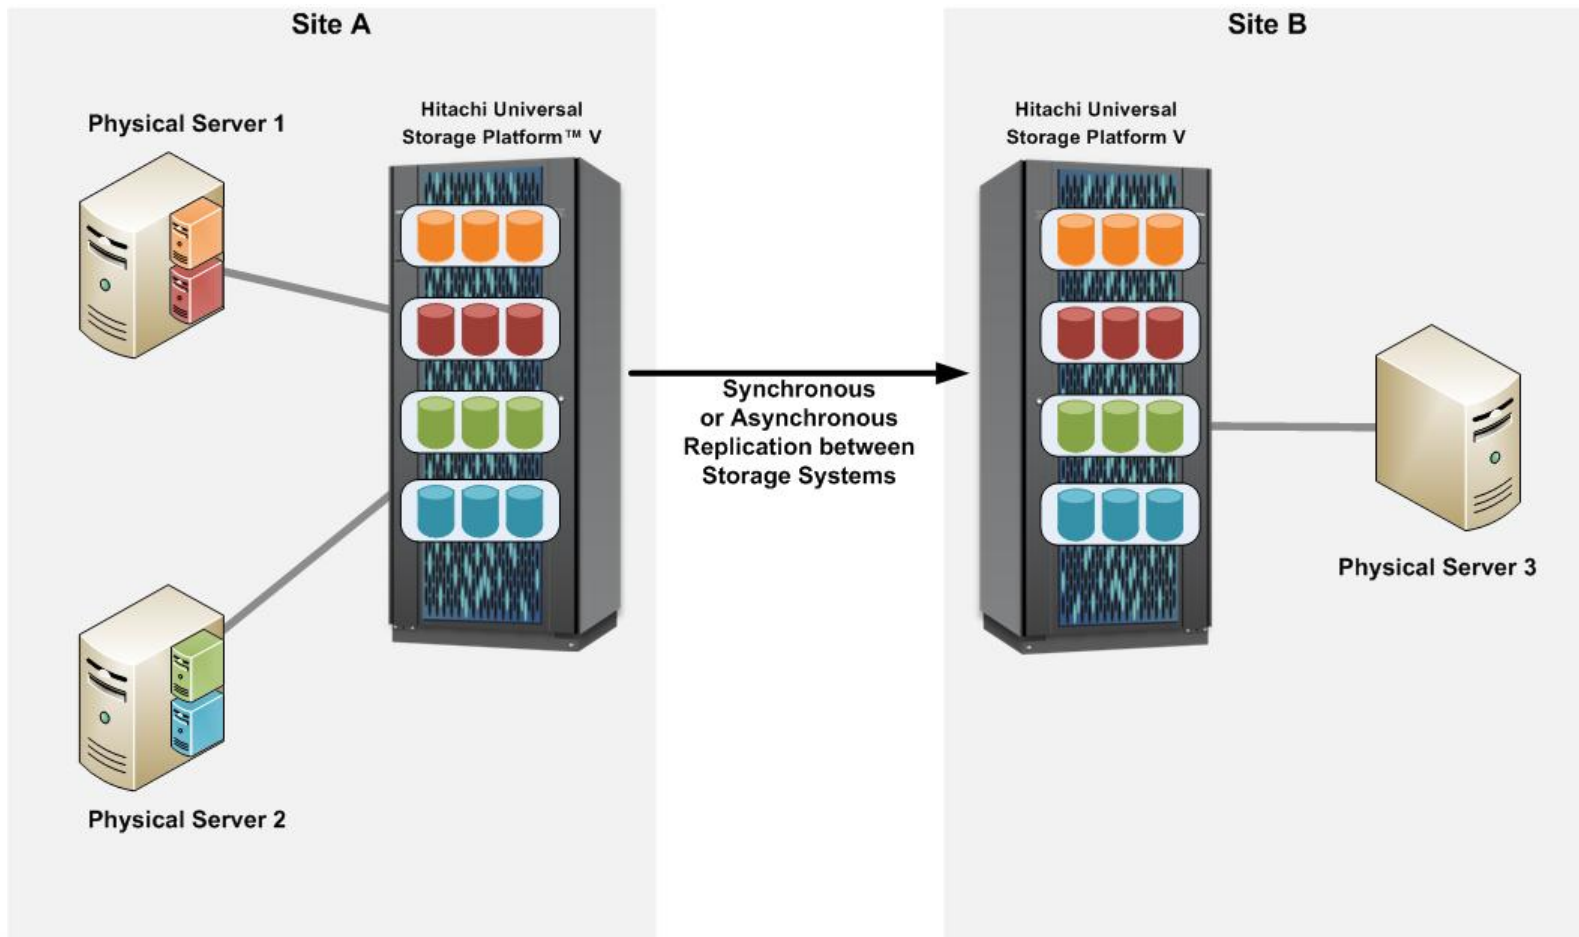 Site A
Site B
Physical Server 1
Hitachi Universal
Storage Platform™ V
Hitachi Universal
Storage Platform V
Synchronous
or Asynchronous
Replication between
Storage Systems
Physical Server 3
Physical Server 2